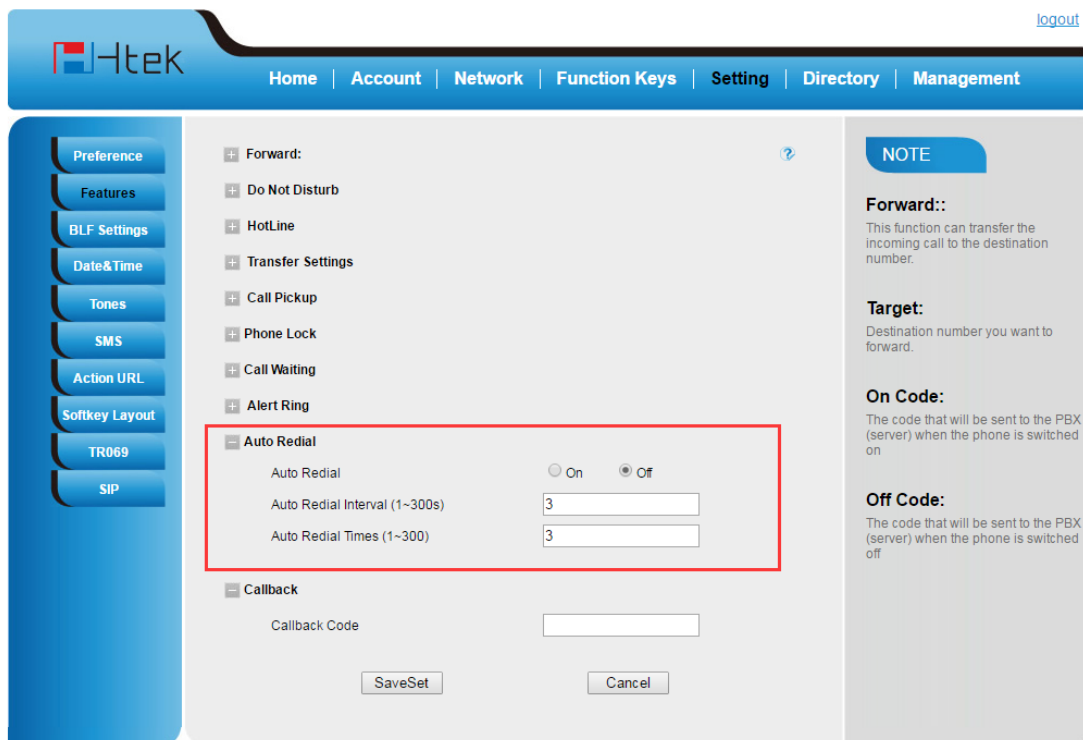 logout
Htek
Home Account Network Function Keys Setting Directory Management
Preference
Features
BLF Settings
Date&Time
Tones
SMS
Action URL
Softkey Layout
TR069
SIP
Forward:
Do Not Disturb
HotLine
Transfer Settings
Call Pickup
Phone Lock
Call Waiting
Alert Ring
Auto Redial
Auto Redial On Off
Auto Redial Interval (1~300s) 3
Auto Redial Times (1~300) 3
Callback
Callback Code
SaveSet Cancel
NOTE
Forward::
This function can transfer the
incoming call to the destination
number.
Target:
Destination number you want to
forward.
On Code:
The code that will be sent to the PBX
(server) when the phone is switched
on
Off Code:
The code that will be sent to the PBX
(server) when the phone is switched
off